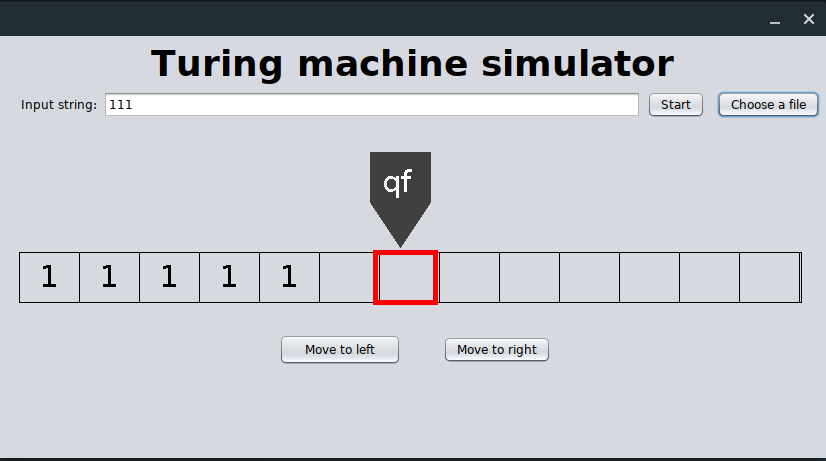 Turing machine simulator
Input string: 111 Start Choose a file
qf
1 1 1 1 1
Move to left Move to right